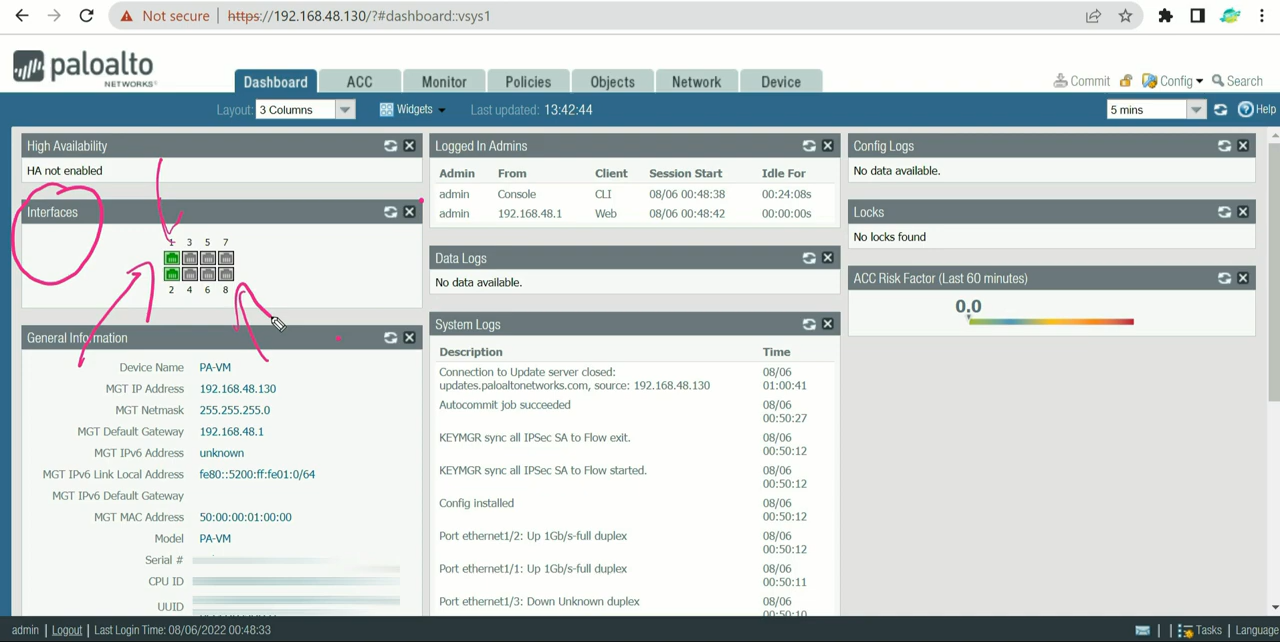 Not secure https://192.168.48.130/?#dashboard::vsys1
paloalto
NETWORKS
Dashboard ACC Monitor Policies Objects Network Device
Commit Config Search
Layout: 3 Columns Widgets Last updated: 13:42:44 5 mins Help
High Availability
HA not enabled
Interfaces
1 3 5 7
2 4 6 8
General Information
Device Name PA-VM
MGT IP Address 192.168.48.130
MGT Netmask 255.255.255.0
MGT Default Gateway 192.168.48.1
MGT IPv6 Address unknown
MGT IPv6 Link Local Address fe80::5200:ff:fe01:0/64
MGT IPv6 Default Gateway
MGT MAC Address 50:00:00:01:00:00
Model PA-VM
Serial #
CPU ID
UUID
Logged In Admins
Admin From Client Session Start Idle For
admin Console CLI 08/06 00:48:38 00:24:08s
admin 192.168.48.1 Web 08/06 00:48:42 00:00:00s
Data Logs
No data available.
System Logs
Description Time
Connection to Update server closed: 08/06
updates.paloaltonetworks.com, source: 192.168.48.130 01:00:41
Autocommit job succeeded 08/06
00:50:27
KEYMGR sync all IPSec SA to Flow exit. 08/06
00:50:12
KEYMGR sync all IPSec SA to Flow started. 08/06
00:50:12
Config installed 08/06
00:50:12
Port ethernet1/2: Up 1Gb/s-full duplex 08/06
00:50:12
Port ethernet1/1: Up 1Gb/s-full duplex 08/06
00:50:11
Port ethernet1/3: Down Unknown duplex 08/06
00:50:10
Config Logs
No data available.
Locks
No locks found
ACC Risk Factor (Last 60 minutes)
0.0
admin | Logout | Last Login Time: 08/06/2022 00:48:33 Tasks | Language